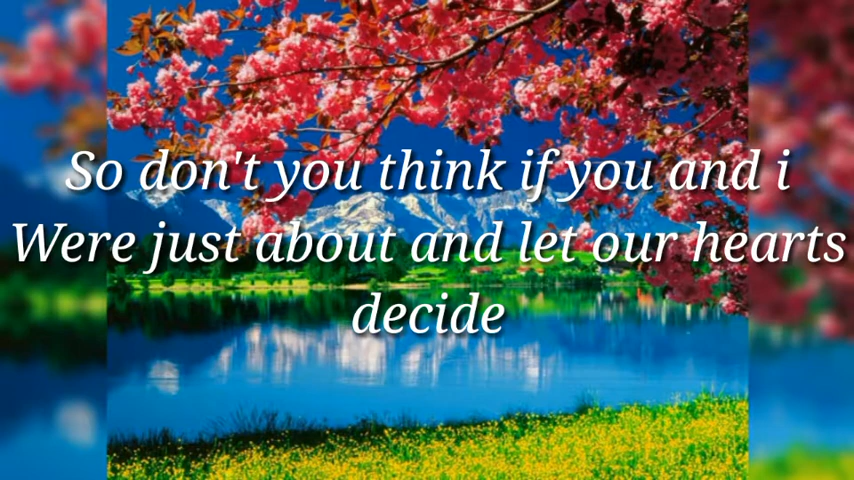 So don't you think if you and i
Were just about and let our hearts
decide